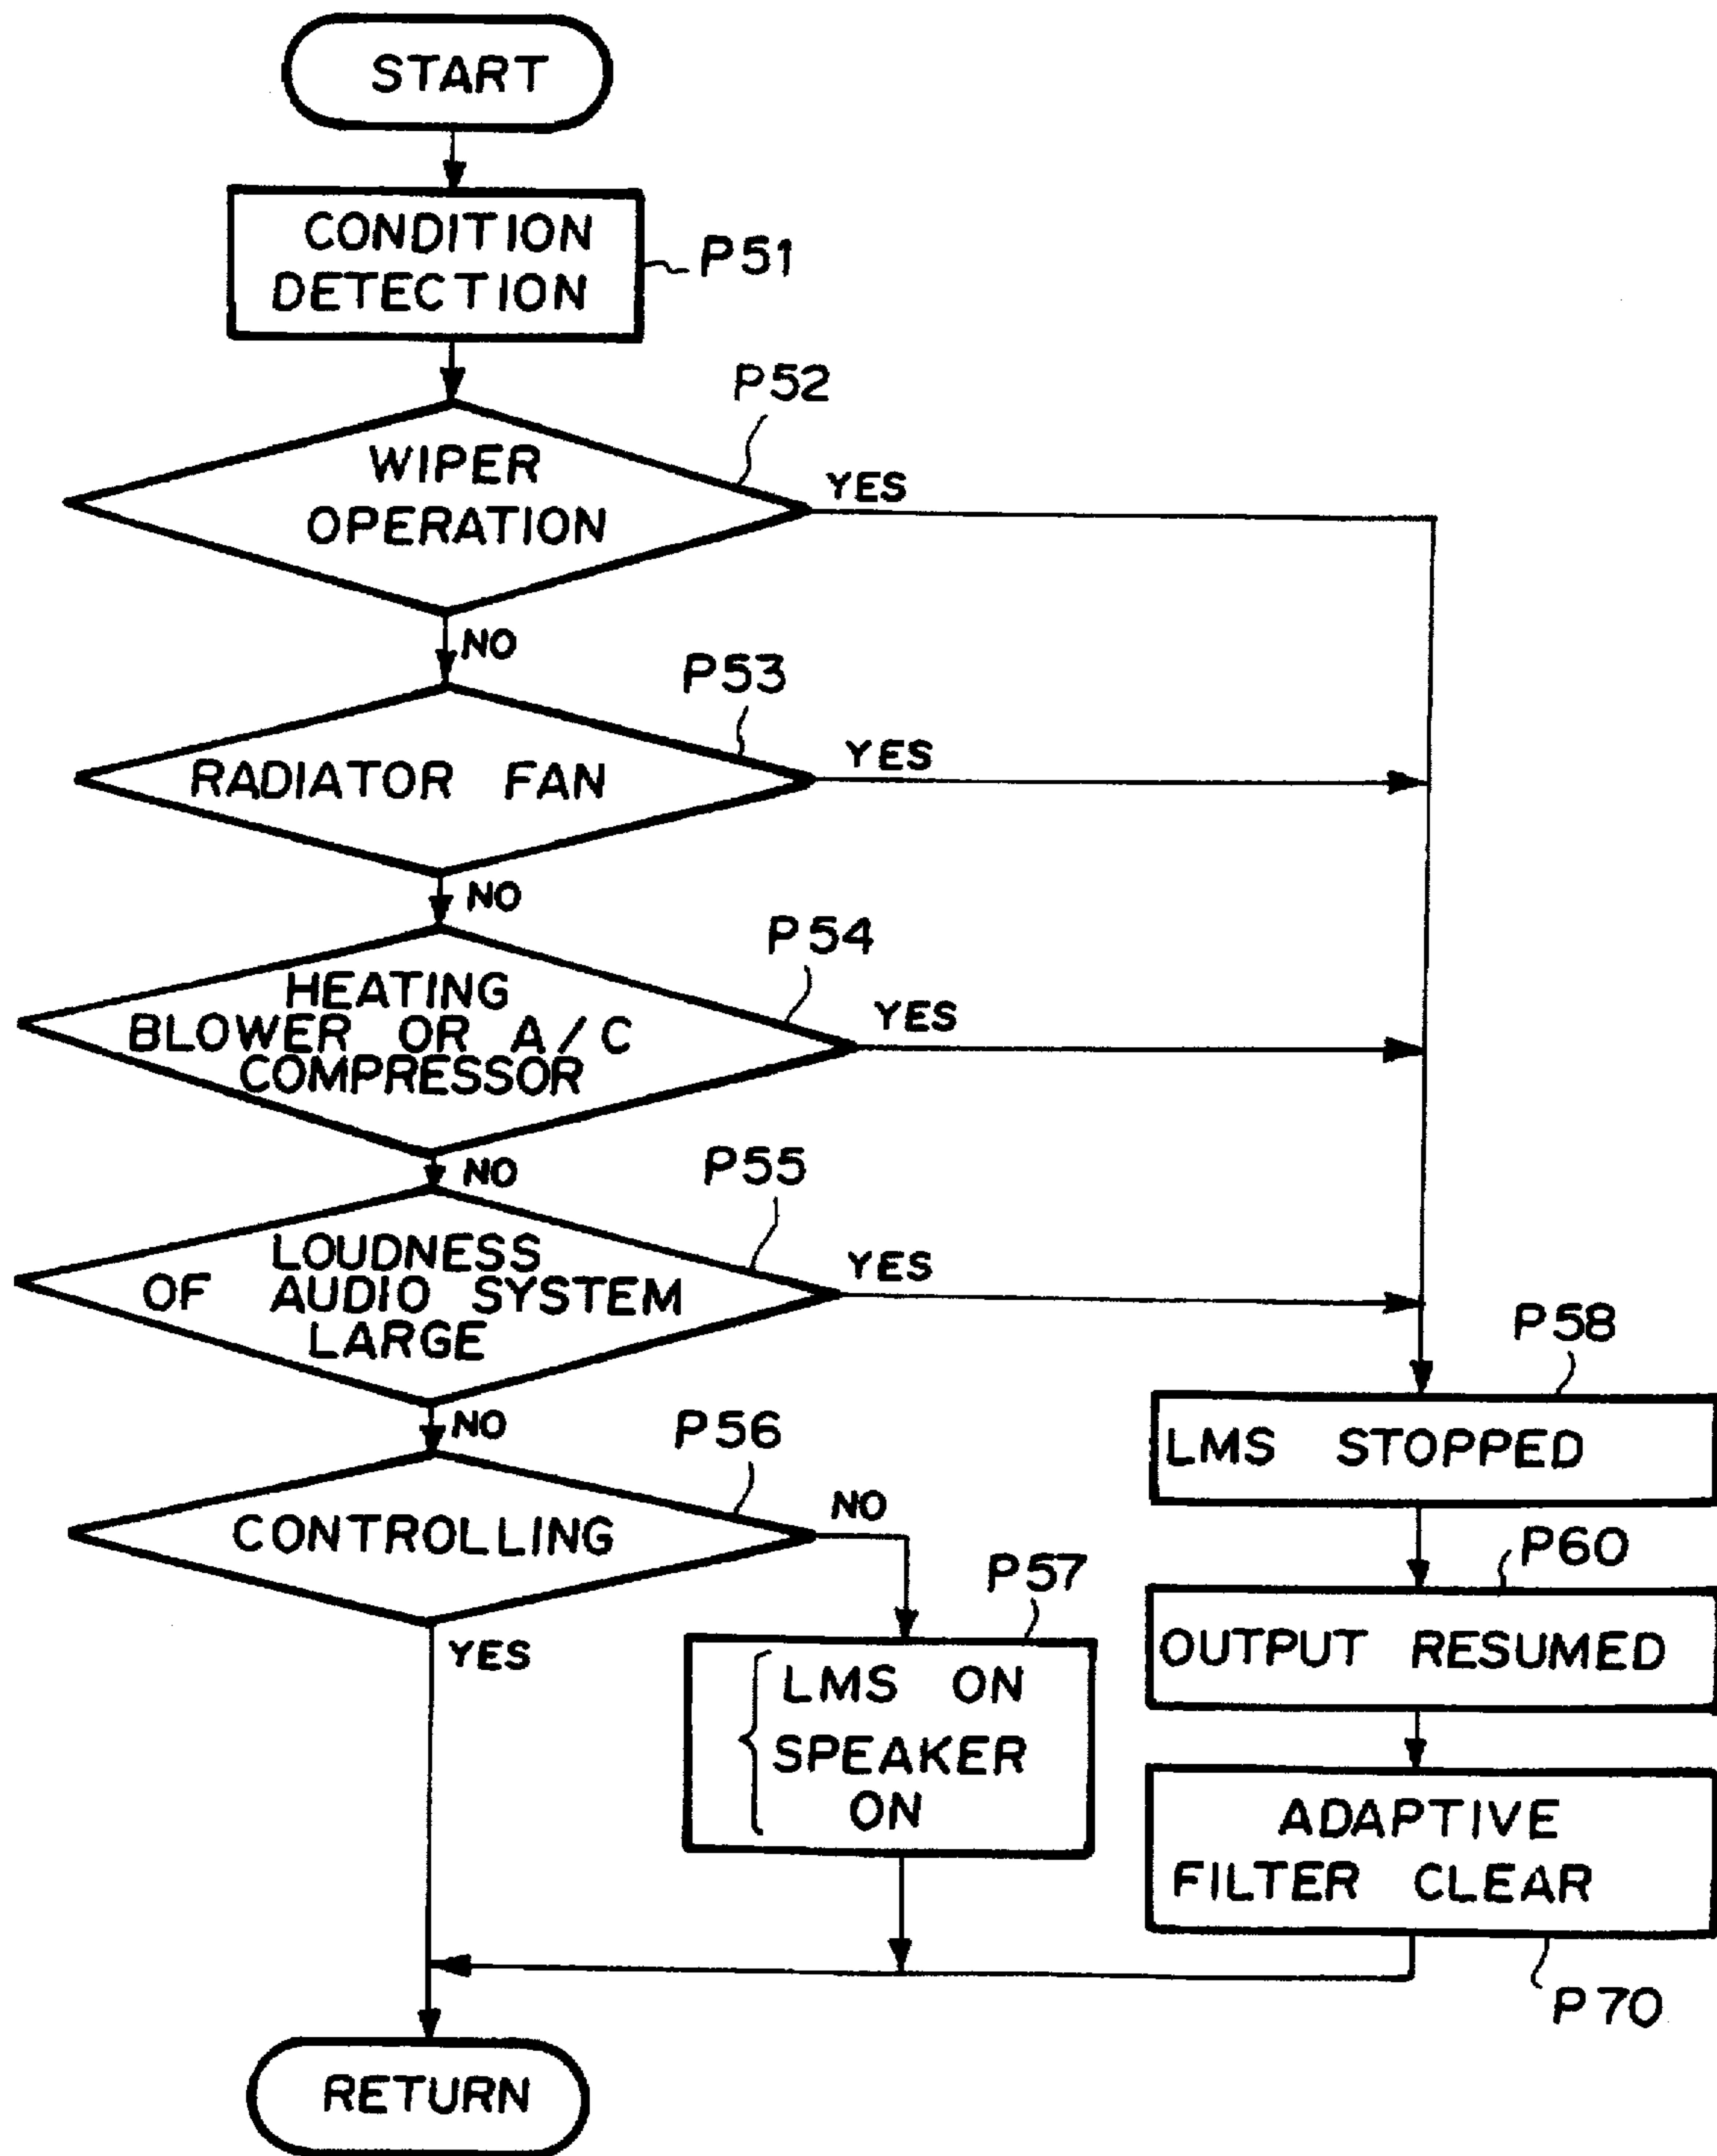 START
CONDITION
DETECTION
P51
P52
WIPER
OPERATION
YES
NO
P53
RADIATOR FAN
YES
NO
P54
HEATING
BLOWER OR A/C
COMPRESSOR
YES
NO
P55
LOUDNESS
OF AUDIO SYSTEM
LARGE
YES
NO
P56
CONTROLLING
NO
YES
P57
LMS ON
SPEAKER
ON
P58
LMS STOPPED
P60
OUTPUT RESUMED
ADAPTIVE
FILTER CLEAR
P70
RETURN